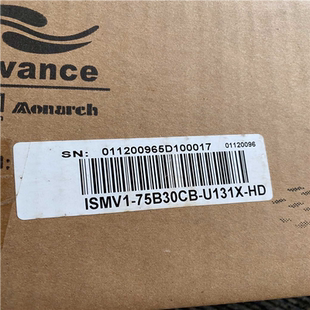 vance
Monarch
SN: 011200965D100017 01120096
ISMV1-75B30CB-U131X-HD